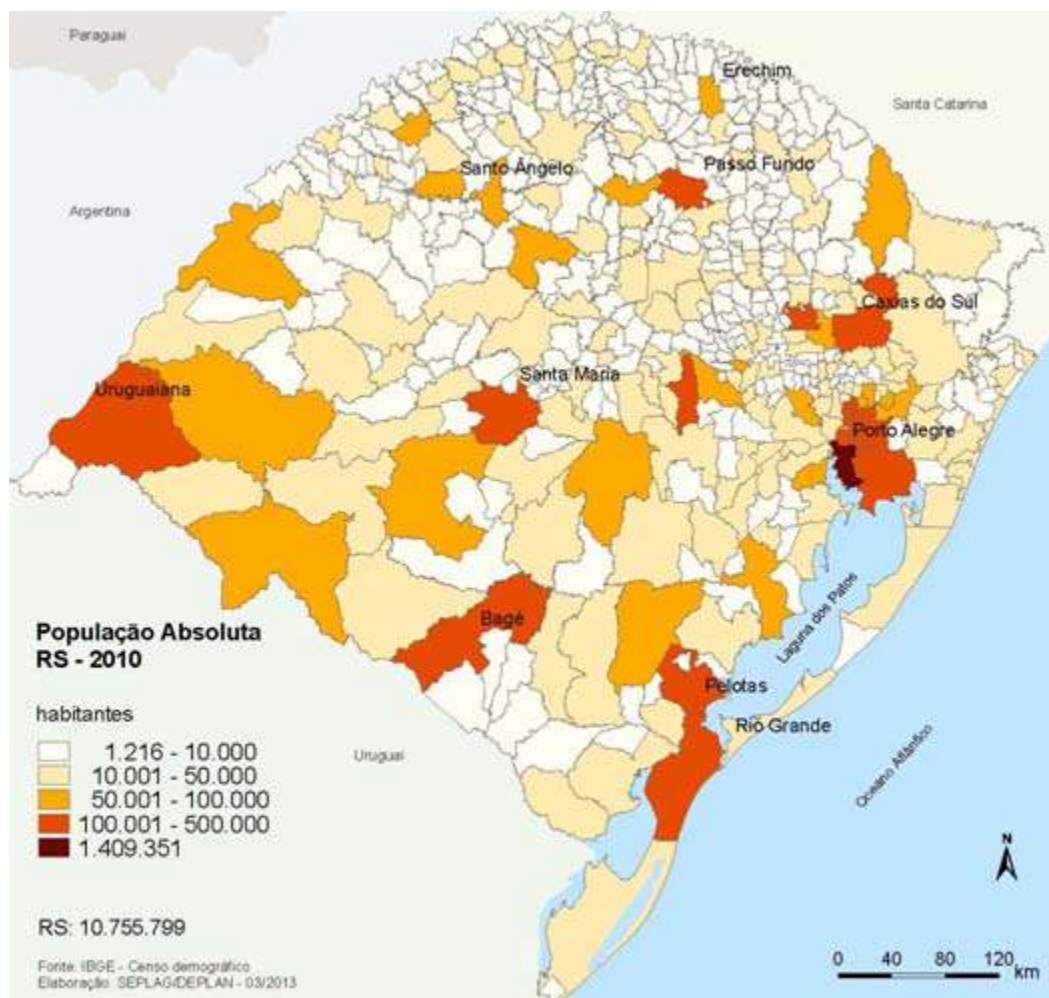 Paraguai
Erechim
Santa Catarina
Santo Ângelo
Passo Fundo
Argentina
Caxias do Sul
Santa Maria
Uruguaiana
Porto Alegre
Laguna dos Patos
Bagé
População Absoluta
RS - 2010
Pelotas
Rio Grande
habitantes
Uruguai
Oceano Atlântico
1.216 - 10.000
10.001 - 50.000
50.001 - 100.000
100.001 - 500.000
1.409.351
N
RS: 10.755.799
0 40 80 120 km
Fonte: IBGE - Censo demográfico
Elaboração: SEPLAG/DEPLAN - 03/2013